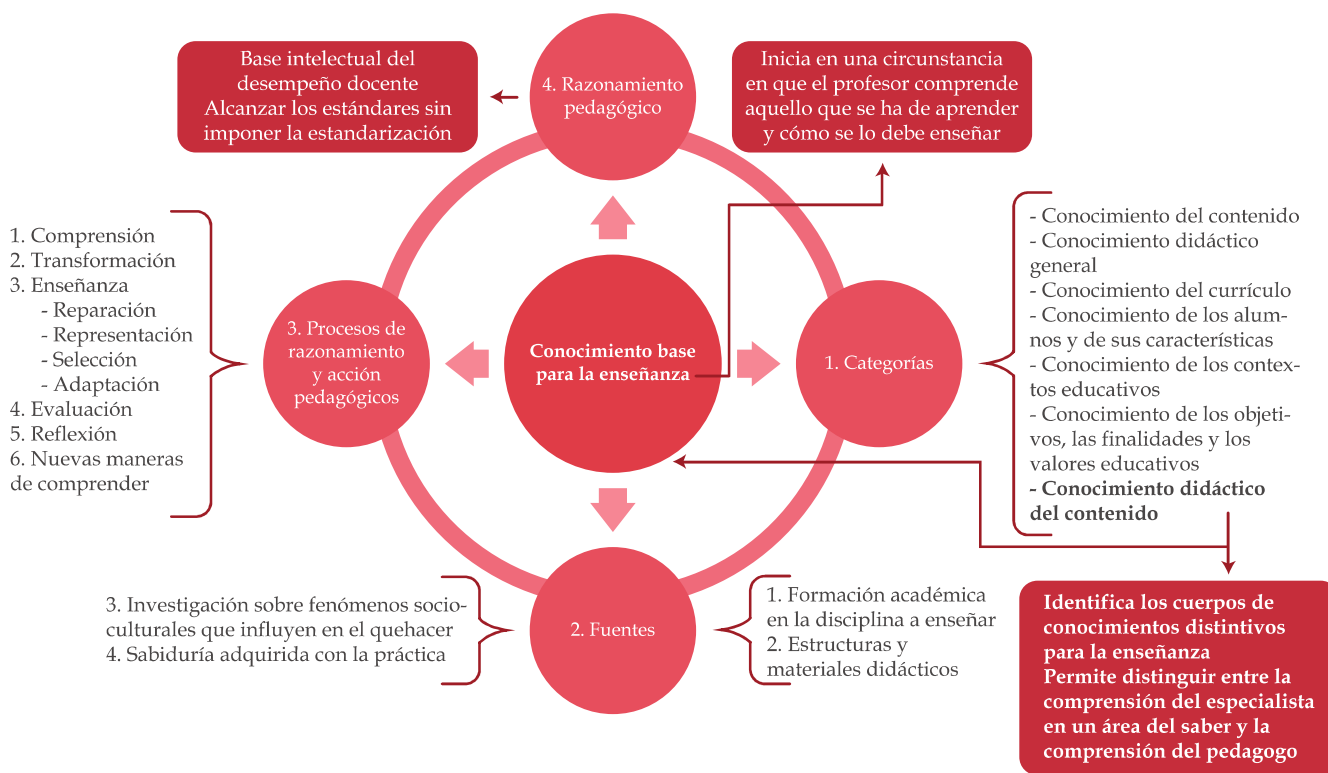 Base intelectual del
desempeño docente
Alcanzar los estándares sin
imponer la estandarización
4. Razonamiento
pedagógico
Inicia en una circunstancia
en que el profesor comprende
aquello que se ha de aprender
y cómo se lo debe enseñar
1. Comprensión
2. Transformación
3. Enseñanza
- Reparación
- Representación
- Selección
- Adaptación
4. Evaluación
5. Reflexión
6. Nuevas maneras
de comprender
3. Procesos de
razonamiento
y acción
pedagógicos
Conocimiento base
para la enseñanza
1. Categorías
- Conocimiento del contenido
- Conocimiento didáctico
general
- Conocimiento del currículo
- Conocimiento de los alum-
nos y de sus características
- Conocimiento de los contex-
tos educativos
- Conocimiento de los objeti-
vos, las finalidades y los
valores educativos
- Conocimiento didáctico
del contenido
3. Investigación sobre fenómenos socio-
culturales que influyen en el quehacer
4. Sabiduría adquirida con la práctica
2. Fuentes
1. Formación académica
en la disciplina a enseñar
2. Estructuras y
materiales didácticos
Identifica los cuerpos de
conocimientos distintivos
para la enseñanza
Permite distinguir entre la
comprensión del especialista
en un área del saber y la
comprensión del pedagogo